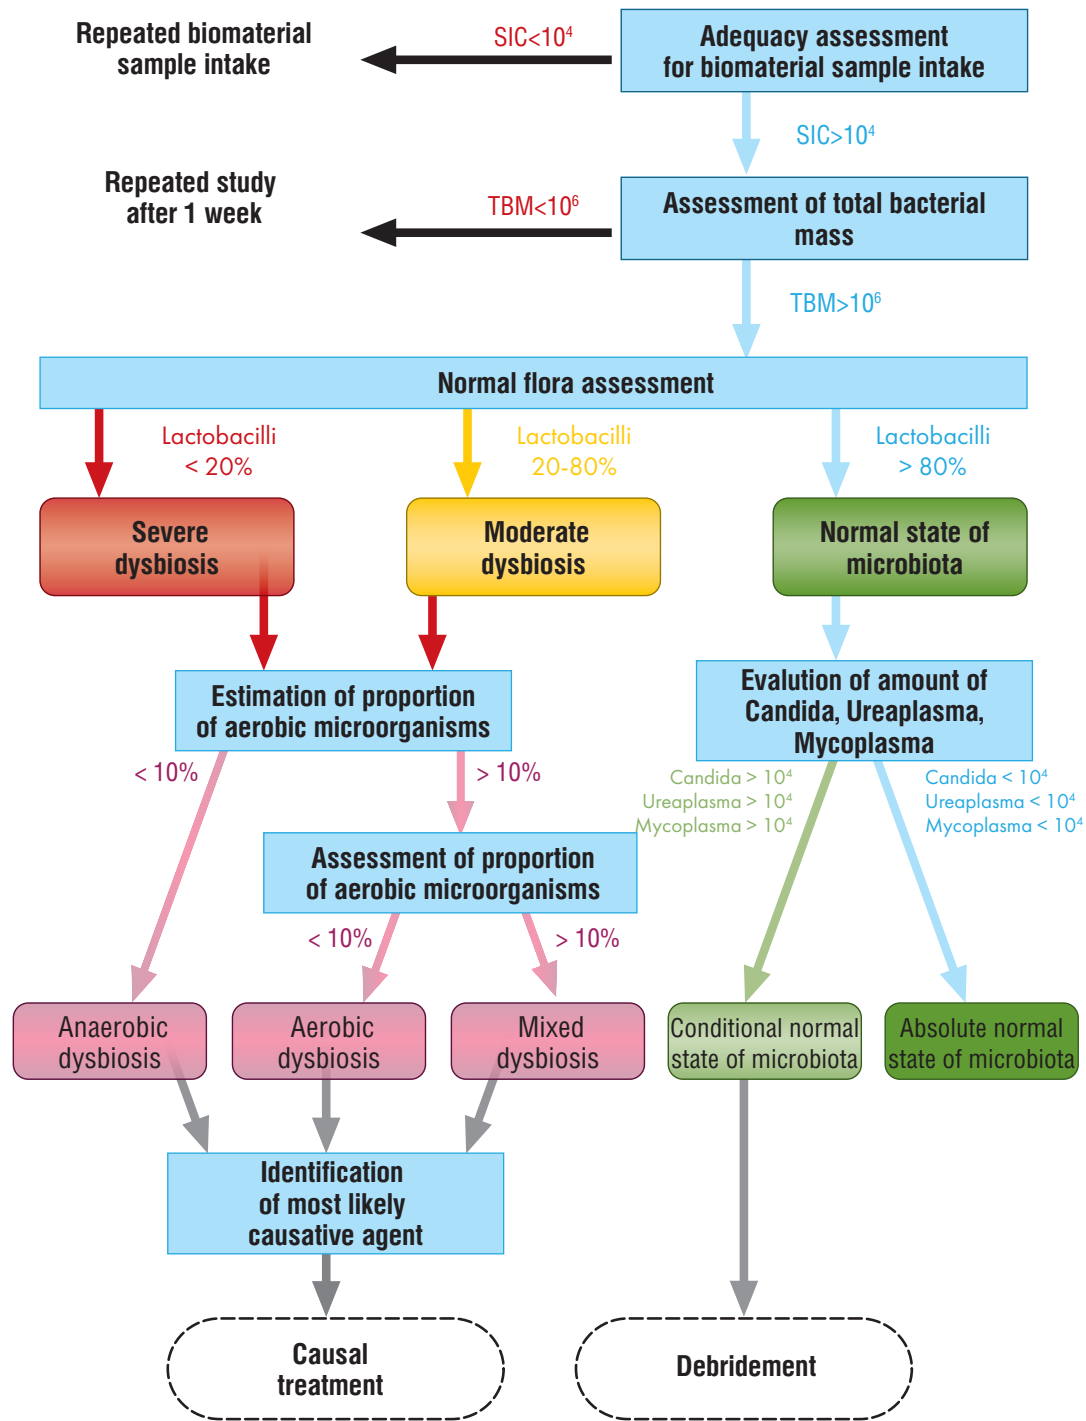 Repeated biomaterial
sample intake
SIC<10⁴
Adequacy assessment
for biomaterial sample intake
SIC>10⁴
Repeated study
after 1 week
TBM<10⁶
Assessment of total bacterial
mass
TBM>10⁶
Normal flora assessment
Lactobacilli
< 20%
Lactobacilli
20-80%
Lactobacilli
> 80%
Severe
dysbiosis
Moderate
dysbiosis
Normal state of
microbiota
Estimation of proportion
of aerobic microorganisms
Evalution of amount of
Candida, Ureaplasma,
Mycoplasma
< 10%
> 10%
Candida > 10⁴
Ureaplasma > 10⁴
Mycoplasma > 10⁴
Candida < 10⁴
Ureaplasma < 10⁴
Mycoplasma < 10⁴
Assessment of proportion
of aerobic microorganisms
< 10%
> 10%
Anaerobic
dysbiosis
Aerobic
dysbiosis
Mixed
dysbiosis
Conditional normal
state of microbiota
Absolute normal
state of microbiota
Identification
of most likely
causative agent
Causal
treatment
Debridement